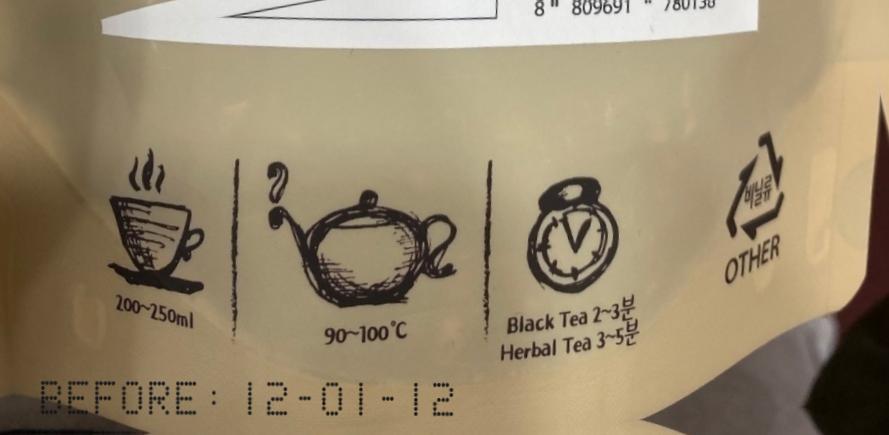 8 809691 780138
비닐류
OTHER
200~250ml
90~100°C
Black Tea 2~3분
Herbal Tea 3~5분
BEFORE: 12-01-12